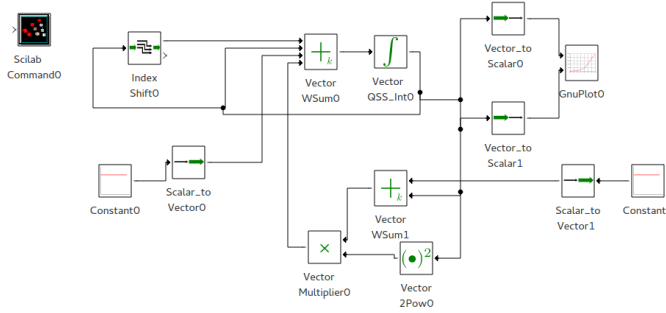 Scilab
Command0
Index
Shift0
k
Vector
WSum0
∫
Vector
QSS_Int0
Vector_to
Scalar0
GnuPlot0
Vector_to
Scalar1
Constant0
Scalar_to
Vector0
k
Vector
WSum1
Scalar_to
Vector1
Constant
×
Vector
Multiplier0
(•)2
Vector
2Pow0